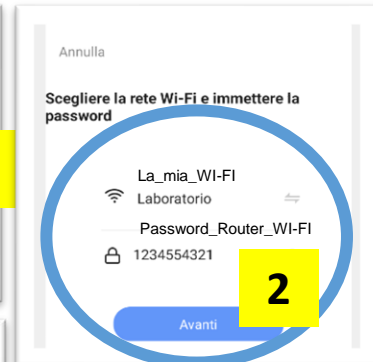 Annulla
Scegliere la rete Wi-Fi e immettere la
password
La_mia_WI-FI
Laboratorio
Password_Router_WI-FI
1234554321
2
Avanti